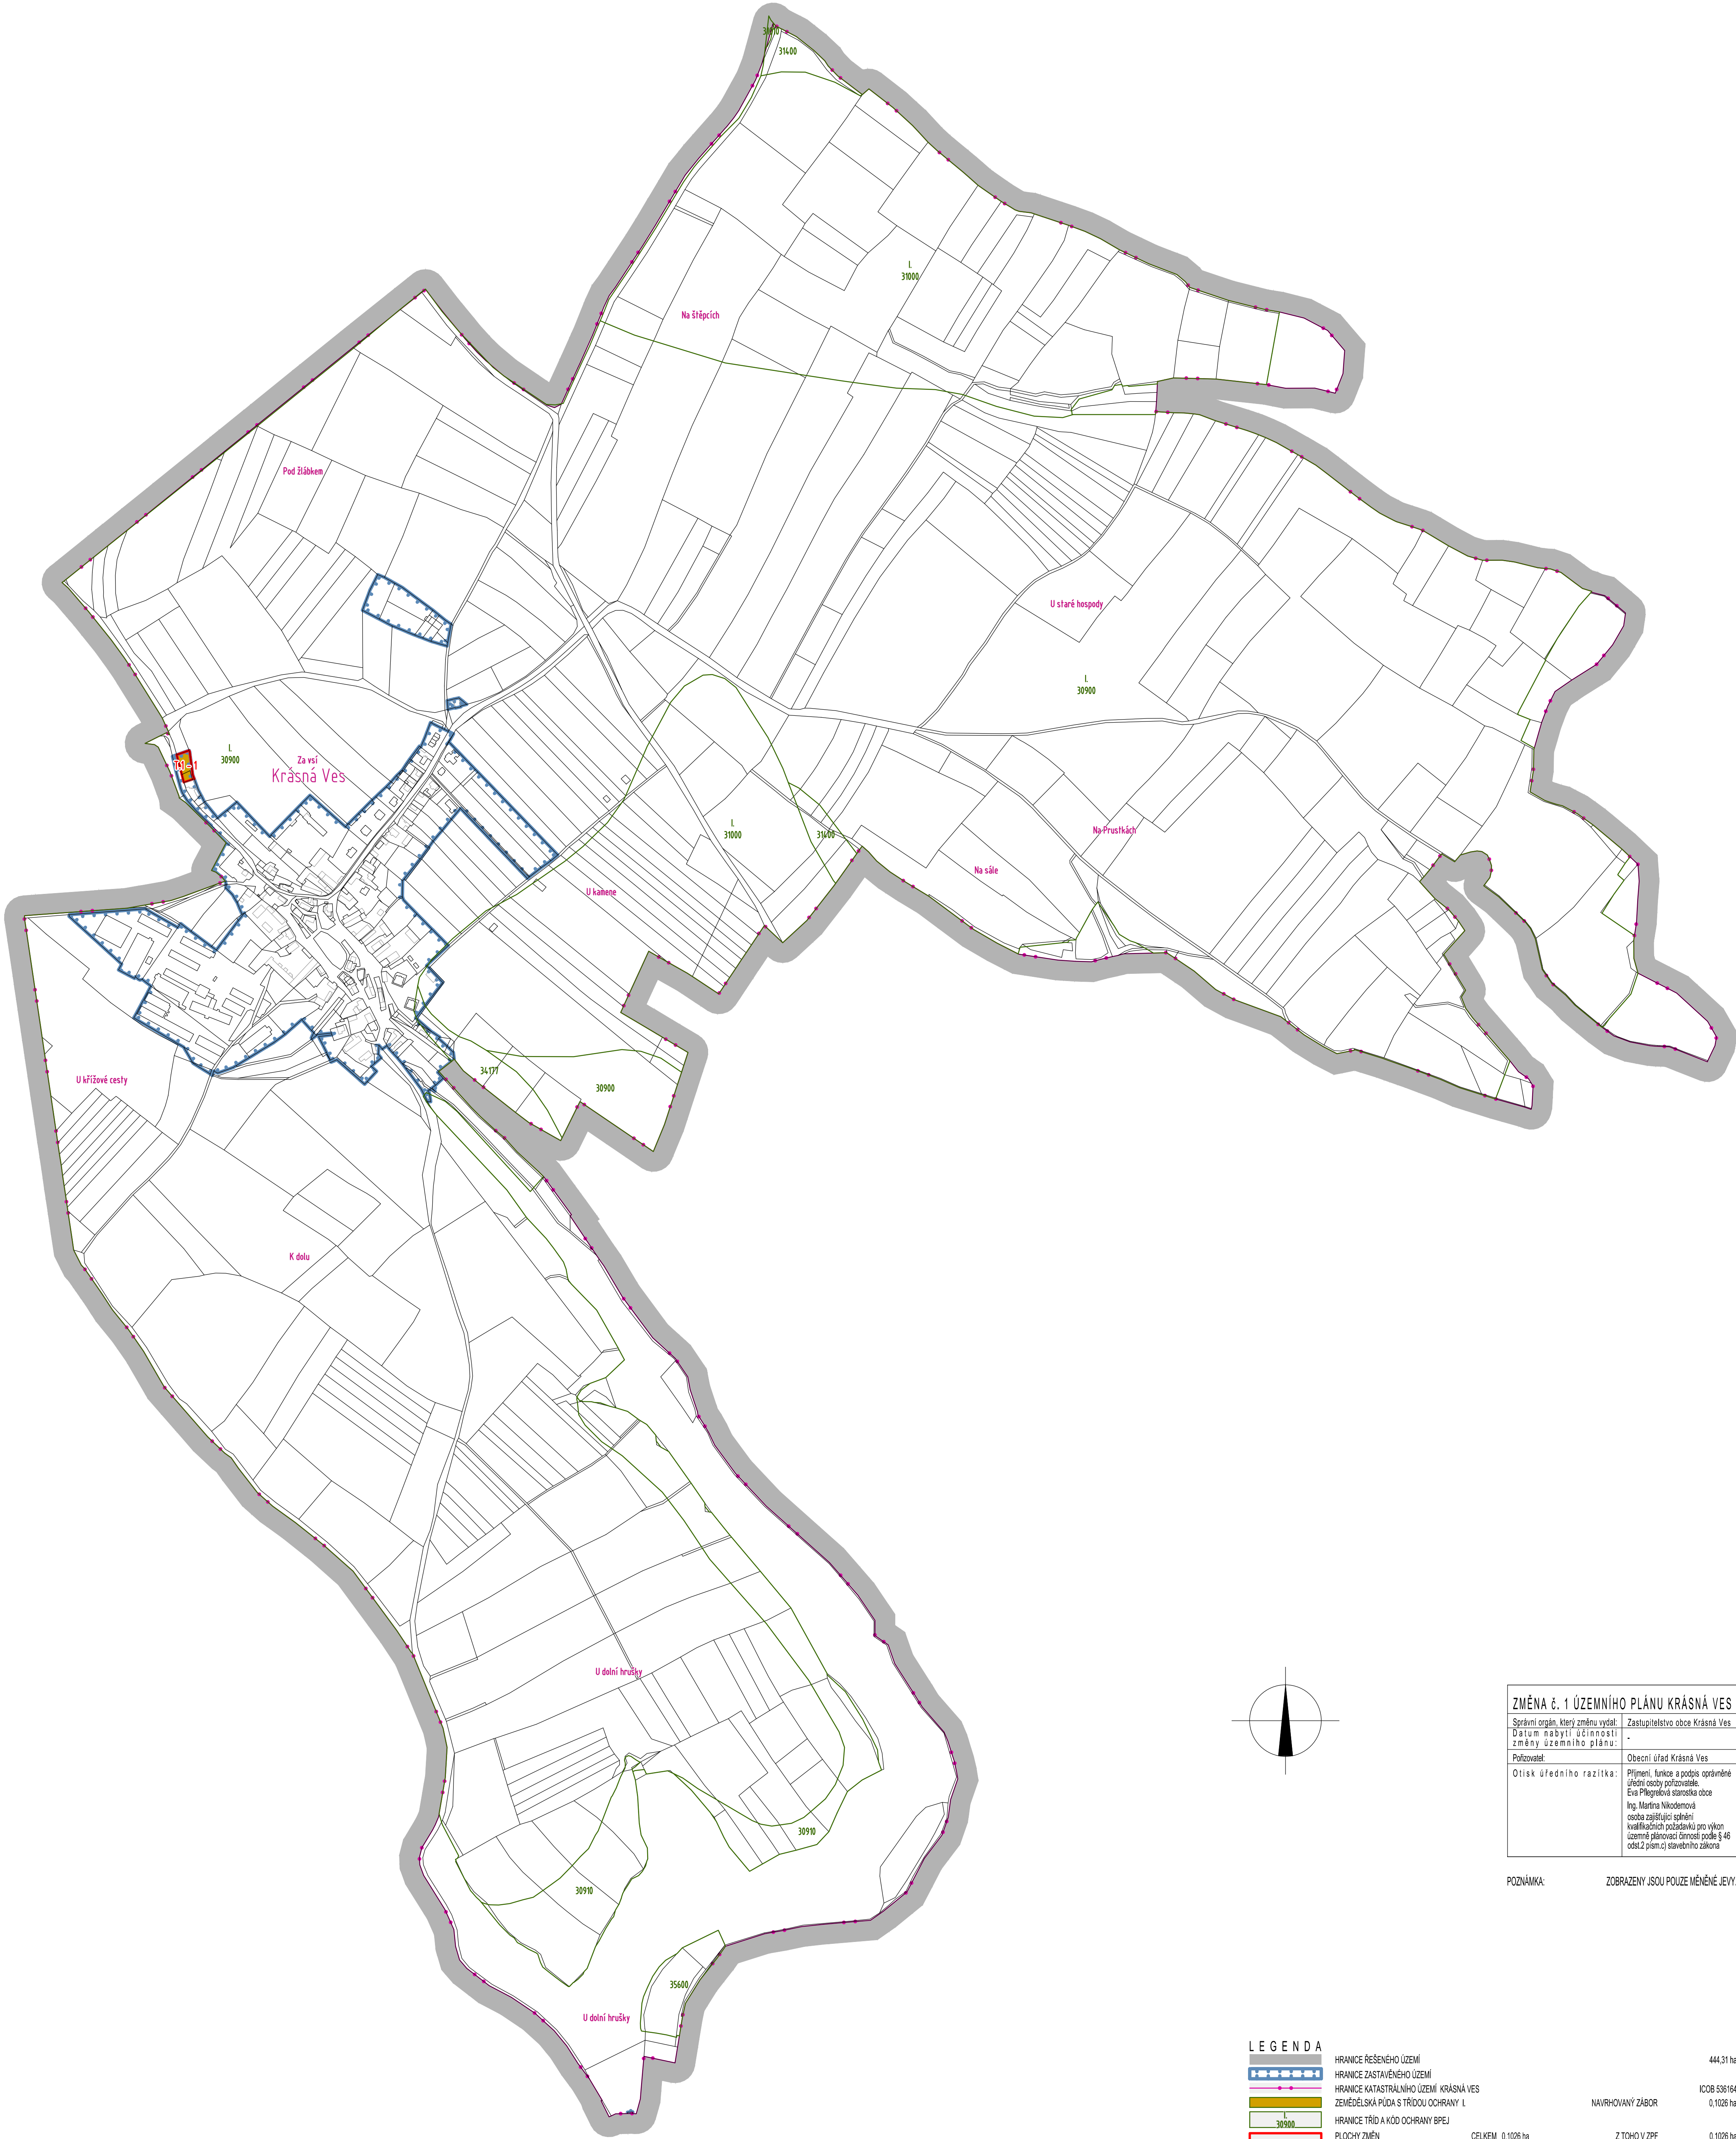 31400
I.
31000
Na štěpcích
Pod žlábkem
U staré hospody
I.
30900
I.
30900
Za vsí
Krásná Ves
Z1-1
I.
31000
31400
Na Prustkách
Na sále
U kamene
34177
30900
U křížové cesty
K dolu
U dolní hrušky
30910
30910
35600
U dolní hrušky
ZMĚNA č. 1 ÚZEMNÍHO PLÁNU KRÁSNÁ VES
Správní orgán, který změnu vydal: Zastupitelstvo obce Krásná Ves
Datum nabytí účinnosti
změny územního plánu: -
Pořizovatel: Obecní úřad Krásná Ves
Otisk úředního razítka: Příjmení, funkce a podpis oprávněné
úřední osoby pořizovatele.
Eva Pflegrelová starostka obce
Ing. Martina Nikodemová
osoba zajišťující splnění
kvalifikačních požadavků pro výkon
územně plánovací činnosti podle § 46
odst.2 písm.c) stavebního zákona
POZNÁMKA: ZOBRAZENY JSOU POUZE MĚNĚNÉ JEVY.
LEGENDA
HRANICE ŘEŠENÉHO ÚZEMÍ 444,31 ha
HRANICE ZASTAVĚNÉHO ÚZEMÍ
HRANICE KATASTRÁLNÍHO ÚZEMÍ KRÁSNÁ VES ICOB 536164
ZEMĚDĚLSKÁ PŮDA S TŘÍDOU OCHRANY I. NAVRHOVANÝ ZÁBOR 0,1026 ha
I.
30900 HRANICE TŘÍD A KÓD OCHRANY BPEJ
PLOCHY ZMĚN CELKEM 0,1026 ha Z TOHO V ZPF 0,1026 ha